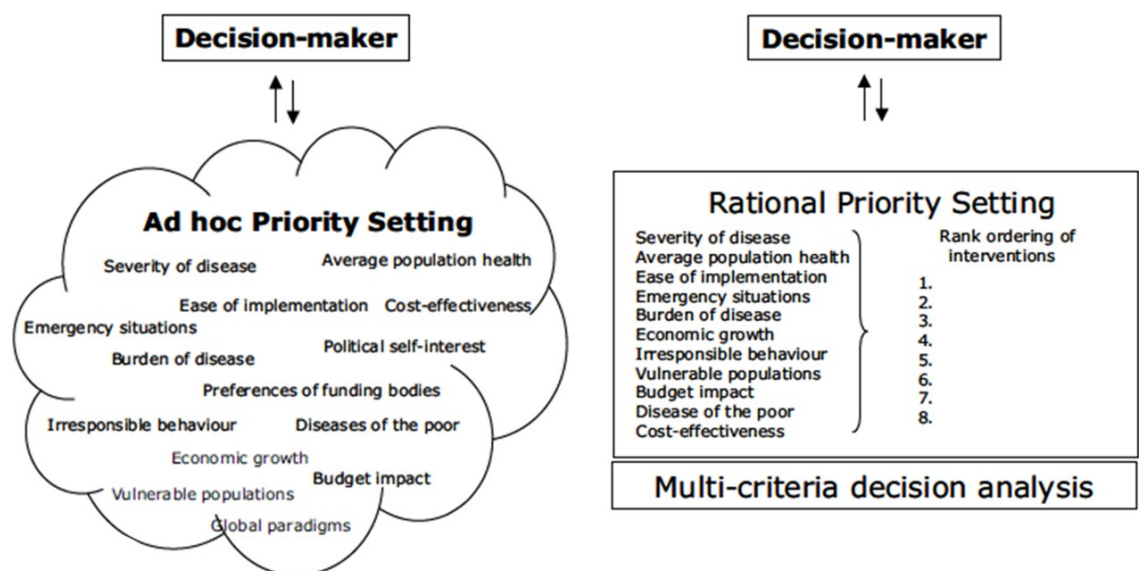 Decision-maker
Ad hoc Priority Setting
Average population health
Severity of disease
Ease of implementation
Cost-effectiveness
Emergency situations
Political self-interest
Burden of disease
Preferences of funding bodies
Irresponsible behaviour
Diseases of the poor
Economic growth
Budget impact
Vulnerable populations
Global paradigms
Decision-maker
Rational Priority Setting
Severity of disease
Average population health
Ease of implementation
Emergency situations
Burden of disease
Economic growth
Irresponsible behaviour
Vulnerable populations
Budget impact
Disease of the poor
Cost-effectiveness
Rank ordering of
interventions
1.
2.
3.
4.
5.
6.
7.
8.
Multi-criteria decision analysis